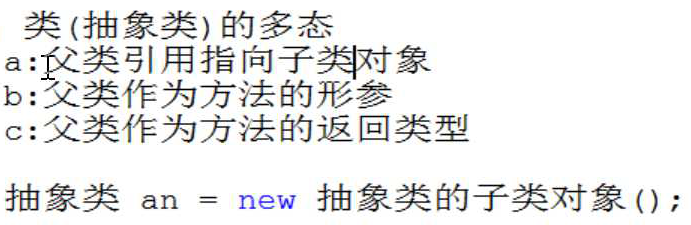 类(抽象类)的多态
a:父类引用指向子类对象
b:父类作为方法的形参
c:父类作为方法的返回类型
抽象类 an = new 抽象类的子类对象();